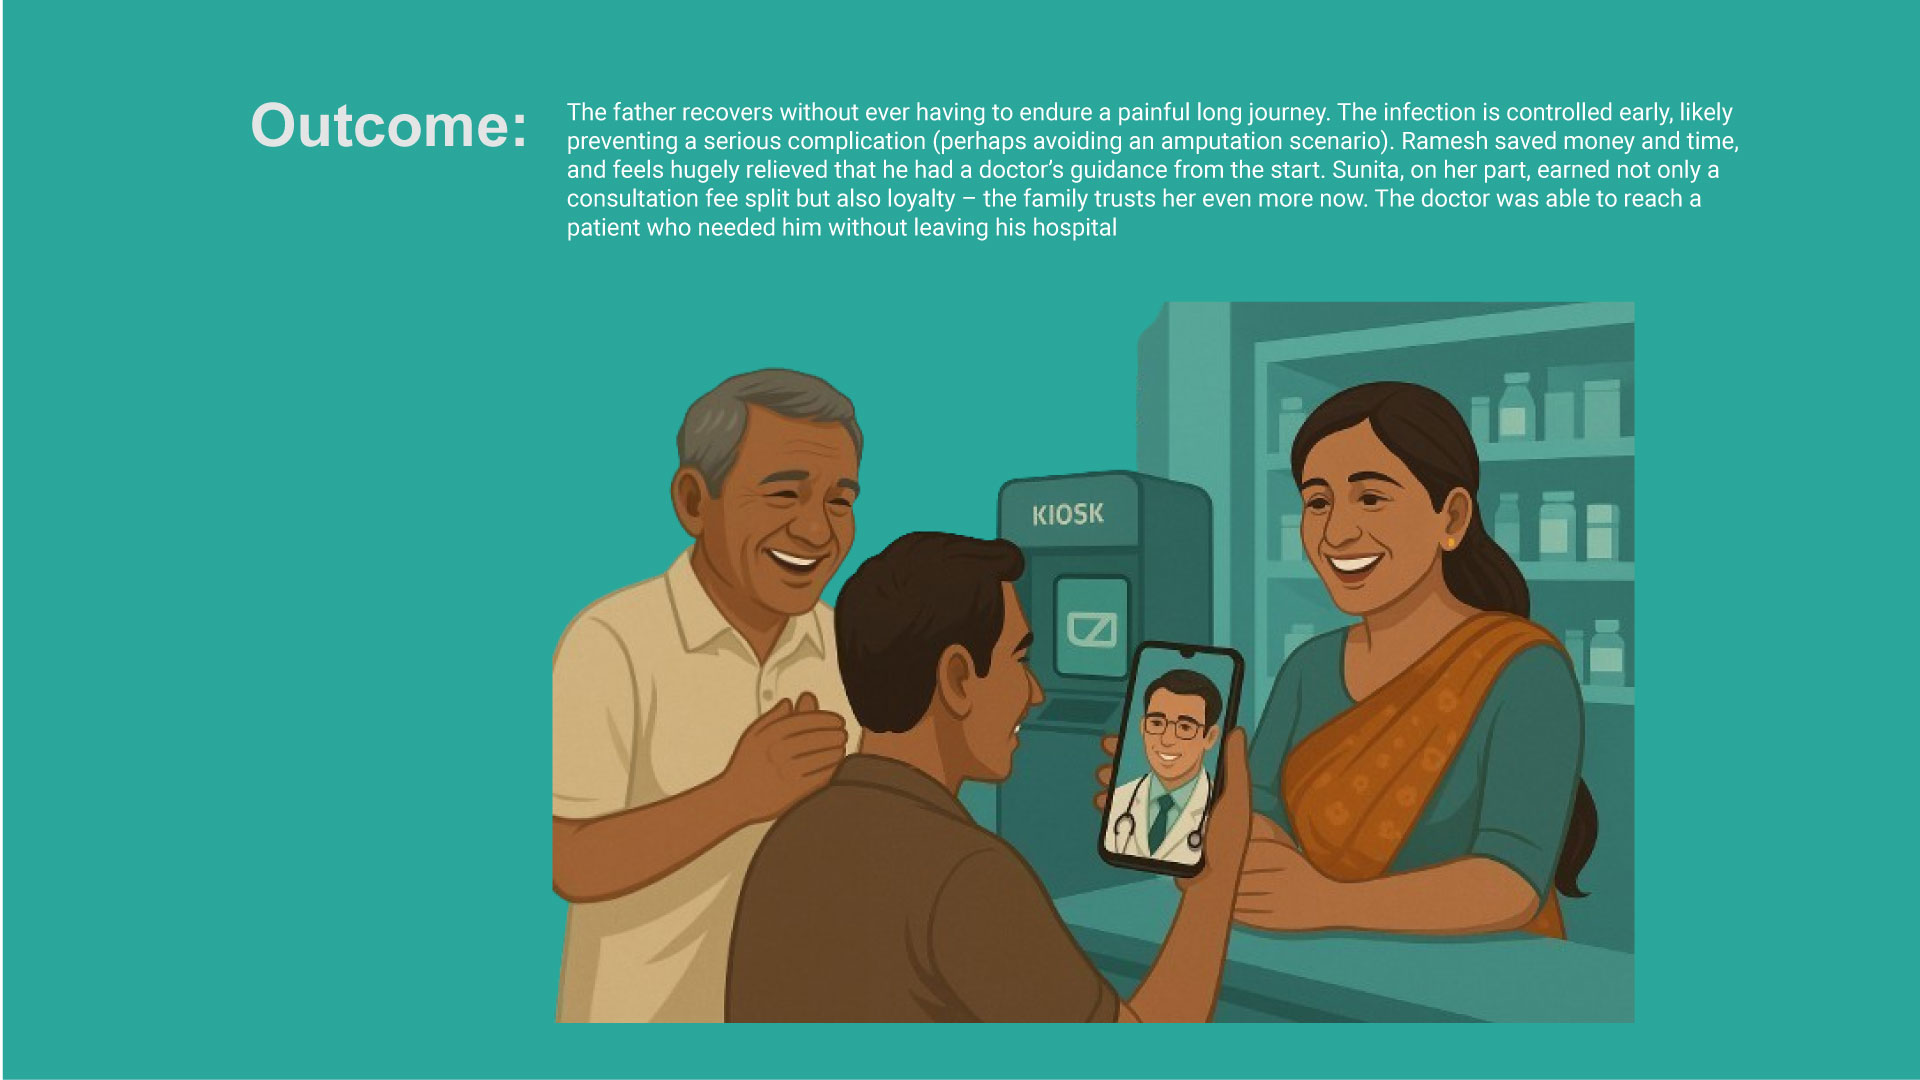 Outcome:
The father recovers without ever having to endure a painful long journey. The infection is controlled early, likely
preventing a serious complication (perhaps avoiding an amputation scenario). Ramesh saved money and time,
and feels hugely relieved that he had a doctor’s guidance from the start. Sunita, on her part, earned not only a
consultation fee split but also loyalty – the family trusts her even more now. The doctor was able to reach a
patient who needed him without leaving his hospital
KIOSK